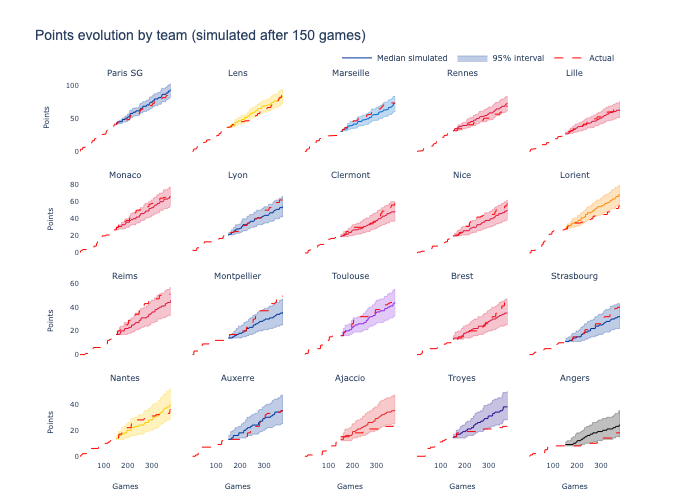 Points evolution by team (simulated after 150 games)
Median simulated 95% interval Actual
Paris SG Lens Marseille Rennes Lille
100
50
0
Points
Monaco Lyon Clermont Nice Lorient
80
60
40
20
0
Points
Reims Montpellier Toulouse Brest Strasbourg
60
40
20
0
Points
Nantes Auxerre Ajaccio Troyes Angers
40
20
0
Points
100 200 300 100 200 300 100 200 300 100 200 300 100 200 300
Games Games Games Games Games